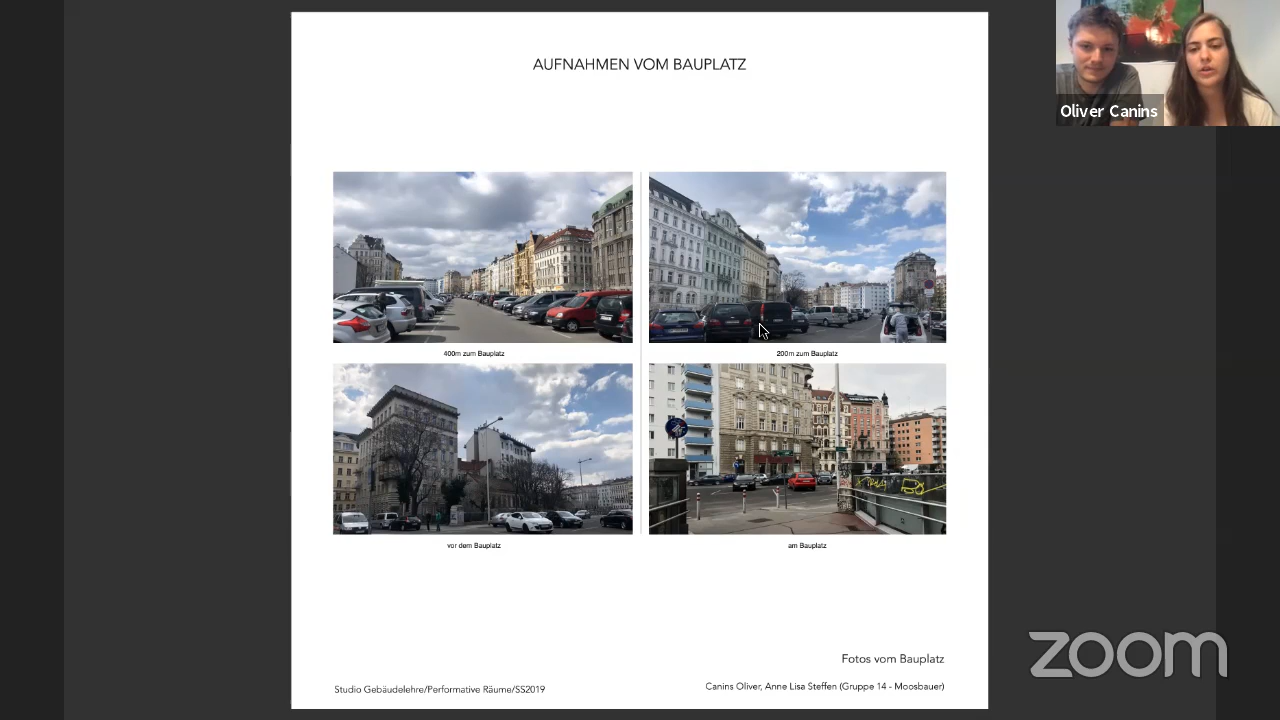 AUFNAHMEN VOM BAUPLATZ
Oliver Canins
400m zum Bauplatz
200m zum Bauplatz
vor dem Bauplatz
am Bauplatz
Fotos vom Bauplatz
Studio Gebäudelehre/Performative Räume/SS2019
Canins Oliver, Anne Lisa Steffen (Gruppe 14 - Moosbauer)
zoom